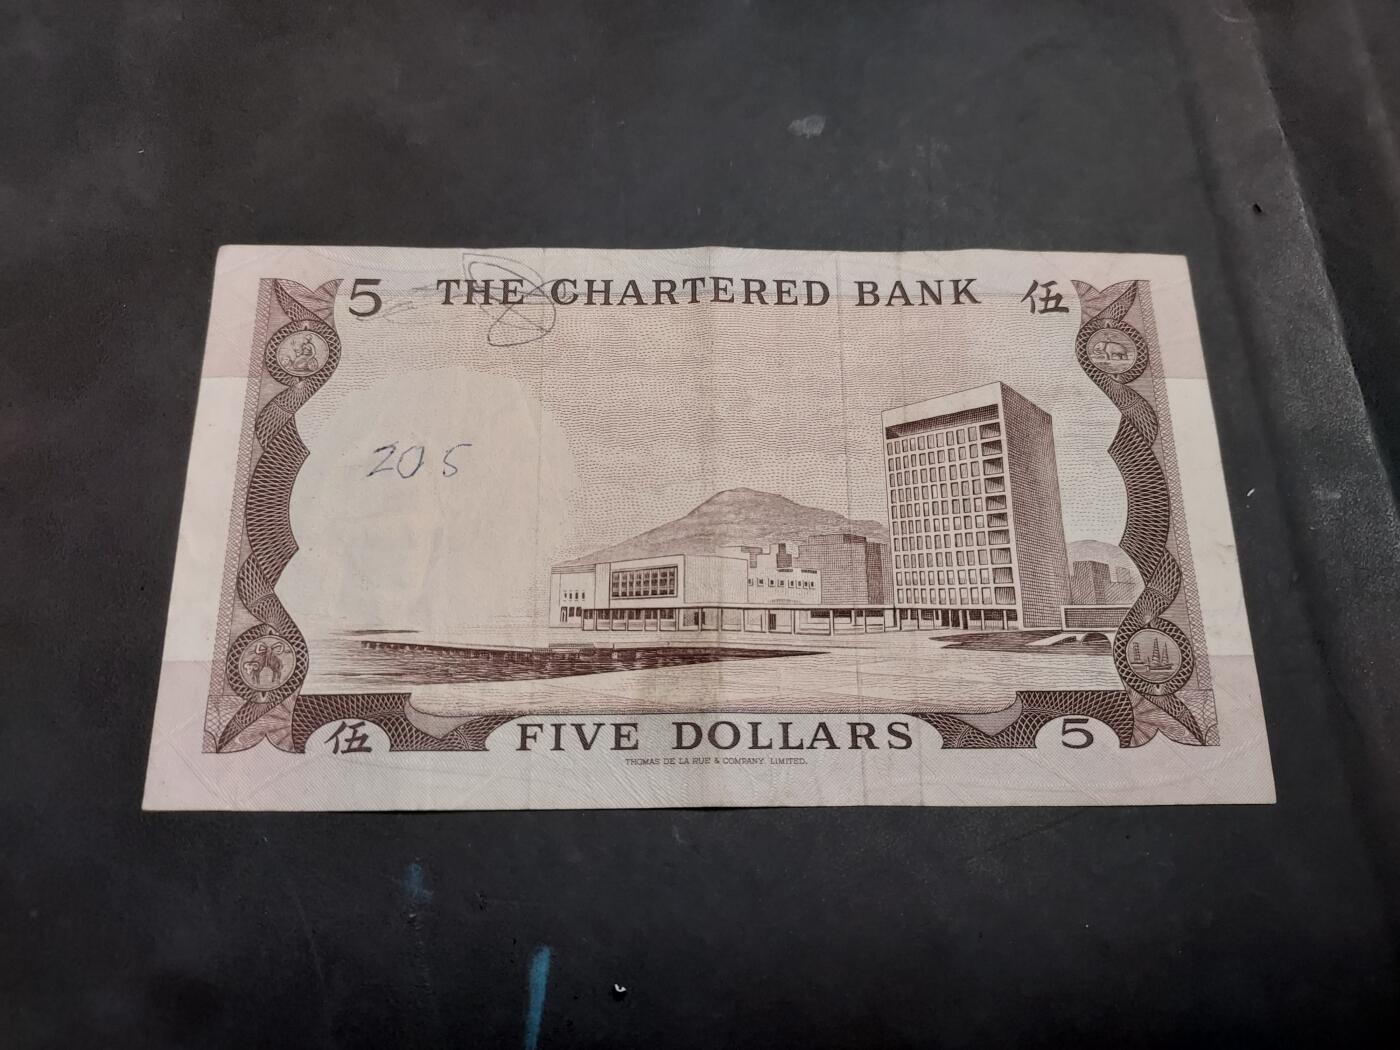 5 THE CHARTERED BANK 伍
205
伍 FIVE DOLLARS 5
THOMAS DE LA RUE & COMPANY, LIMITED.